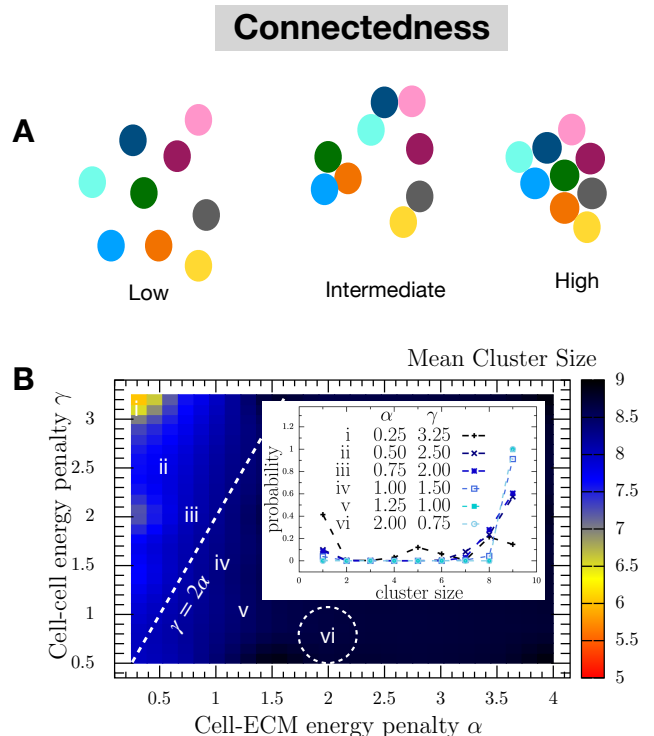 Connectedness
A
Low
Intermediate
High
B
Mean Cluster Size
Cell-cell energy penalty γ
3
2.5
2
1.5
1
0.5
0.5
1
1.5
2
2.5
3
3.5
4
Cell-ECM energy penalty α
i
ii
iii
iv
v
vi
γ = 2α
probability
1.2
1
0.8
0.6
0.4
0.2
0
0
2
4
6
8
10
cluster size
α γ
i 0.25 3.25
ii 0.50 2.50
iii 0.75 2.00
iv 1.00 1.50
v 1.25 1.00
vi 2.00 0.75
9
8.5
8
7.5
7
6.5
6
5.5
5